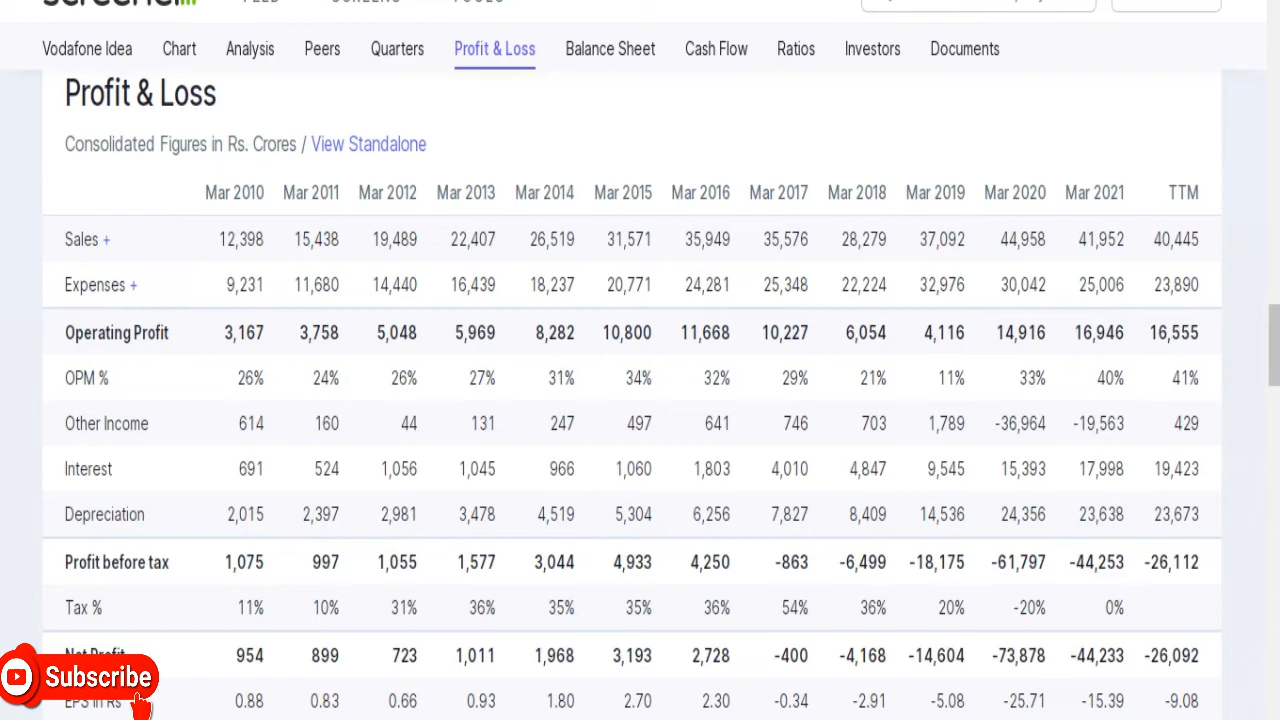 Vodafone Idea Chart Analysis Peers Quarters Profit & Loss Balance Sheet Cash Flow Ratios Investors Documents
Profit & Loss
Consolidated Figures in Rs. Crores / View Standalone
Mar 2010 Mar 2011 Mar 2012 Mar 2013 Mar 2014 Mar 2015 Mar 2016 Mar 2017 Mar 2018 Mar 2019 Mar 2020 Mar 2021 TTM
Sales + 12,398 15,438 19,489 22,407 26,519 31,571 35,949 35,576 28,279 37,092 44,958 41,952 40,445
Expenses + 9,231 11,680 14,440 16,439 18,237 20,771 24,281 25,348 22,224 32,976 30,042 25,006 23,890
Operating Profit 3,167 3,758 5,048 5,969 8,282 10,800 11,668 10,227 6,054 4,116 14,916 16,946 16,555
OPM % 26% 24% 26% 27% 31% 34% 32% 29% 21% 11% 33% 40% 41%
Other Income 614 160 44 131 247 497 641 746 703 1,789 -36,964 -19,563 429
Interest 691 524 1,056 1,045 966 1,060 1,803 4,010 4,847 9,545 15,393 17,998 19,423
Depreciation 2,015 2,397 2,981 3,478 4,519 5,304 6,256 7,827 8,409 14,536 24,356 23,638 23,673
Profit before tax 1,075 997 1,055 1,577 3,044 4,933 4,250 -863 -6,499 -18,175 -61,797 -44,253 -26,112
Tax % 11% 10% 31% 36% 35% 35% 36% 54% 36% 20% -20% 0%
Net Profit 954 899 723 1,011 1,968 3,193 2,728 -400 -4,168 -14,604 -73,878 -44,233 -26,092
Subscribe
EPS in Rs 0.88 0.83 0.66 0.93 1.80 2.70 2.30 -0.34 -2.91 -5.08 -25.71 -15.39 -9.08